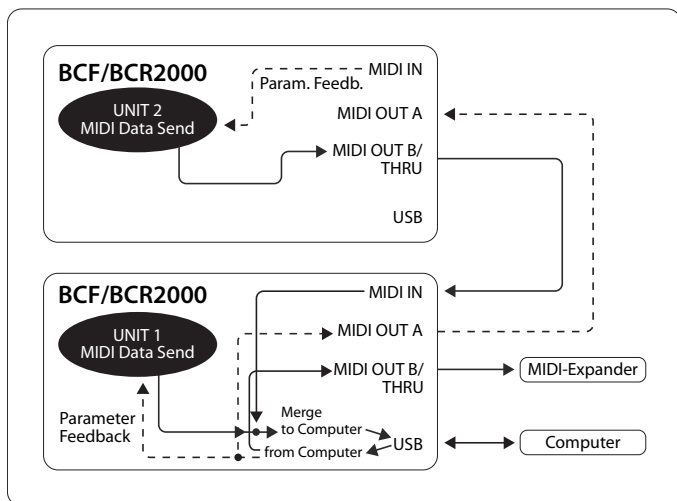 BCF/BCR2000
UNIT 2
MIDI Data Send
Param. Feedb.
MIDI IN
MIDI OUT A
MIDI OUT B/
THRU
USB
BCF/BCR2000
UNIT 1
MIDI Data Send
Parameter
Feedback
MIDI IN
MIDI OUT A
MIDI OUT B/
THRU
Merge
to Computer
from Computer
USB
MIDI-Expander
Computer